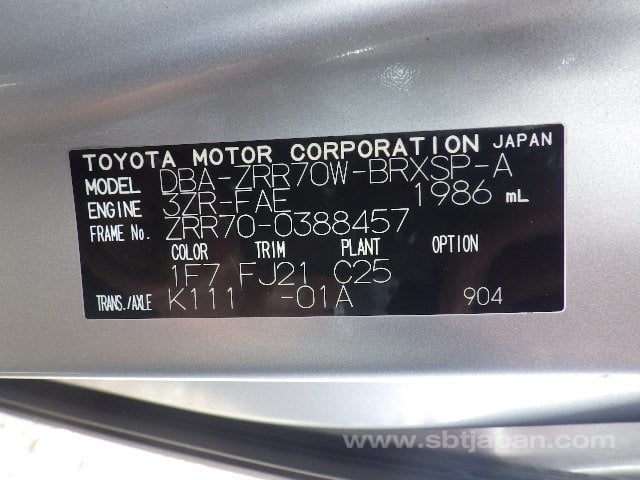 TOYOTA MOTOR CORPORATION JAPAN
MODEL DBA-ZRR70W-BRXSP-A
ENGINE 3ZR-FAE 1986 mL
FRAME No. ZRR70-0388457
COLOR TRIM PLANT OPTION
1F7 FJ21 C25
TRANS./AXLE K111 -01A 904
www.sbtjapan.com